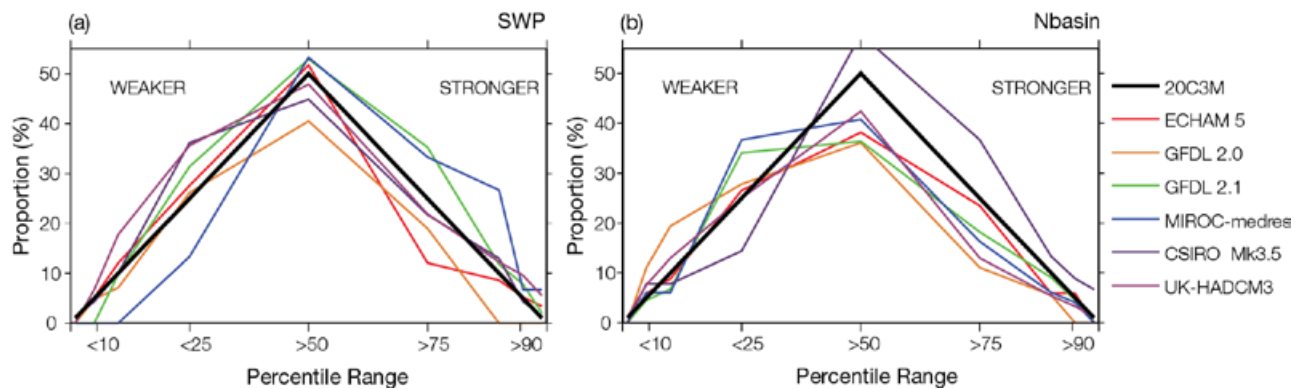 (a) SWP
WEAKER STRONGER
Proportion (%)
50
40
30
20
10
0
<10 <25 >50 >75 >90
Percentile Range
(b) Nbasin
WEAKER STRONGER
Proportion (%)
50
40
30
20
10
0
<10 <25 >50 >75 >90
Percentile Range
20C3M
ECHAM 5
GFDL 2.0
GFDL 2.1
MIROC-medres
CSIRO Mk3.5
UK-HADCM3